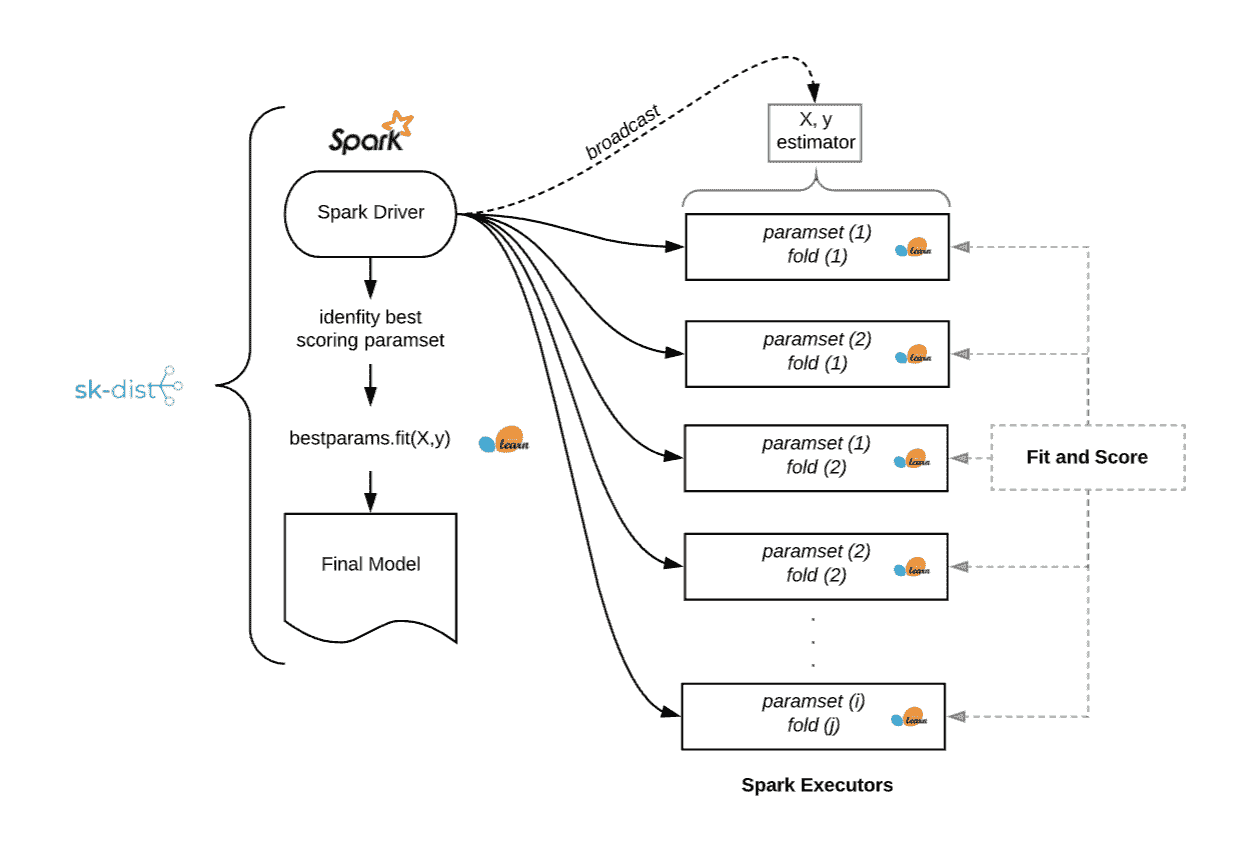 sk-dist
Spark
Spark Driver
idenfity best
scoring paramset
bestparams.fit(X,y)
learn
Final Model
broadcast
X, y
estimator
paramset (1)
fold (1)
learn
paramset (2)
fold (1)
learn
paramset (1)
fold (2)
learn
paramset (2)
fold (2)
learn
.
.
.
paramset (i)
fold (j)
learn
Spark Executors
Fit and Score